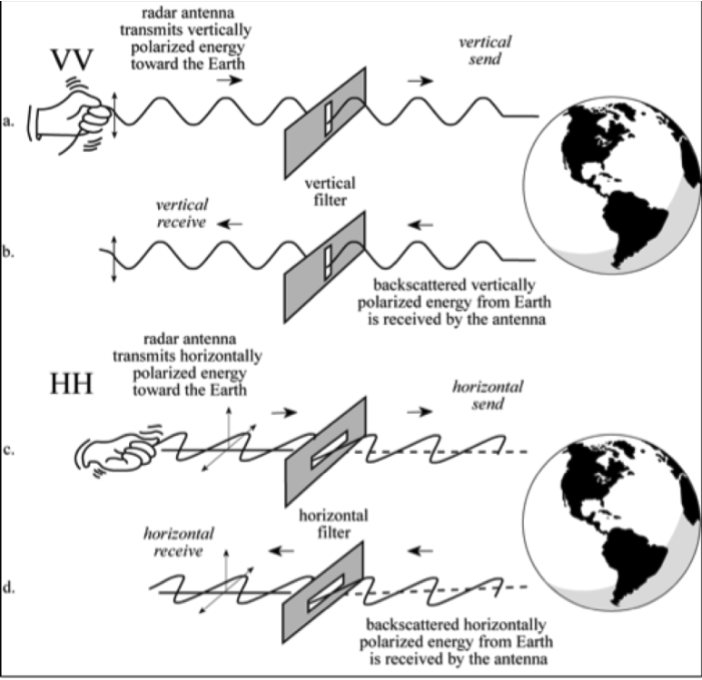 radar antenna
transmits vertically
polarized energy
toward the Earth
VV
vertical
send
a.
vertical
filter
vertical
receive
b.
backscattered vertically
polarized energy from Earth
is received by the antenna
radar antenna
transmits horizontally
polarized energy
toward the Earth
HH
horizontal
send
c.
horizontal
filter
horizontal
receive
d.
backscattered horizontally
polarized energy from Earth
is received by the antenna